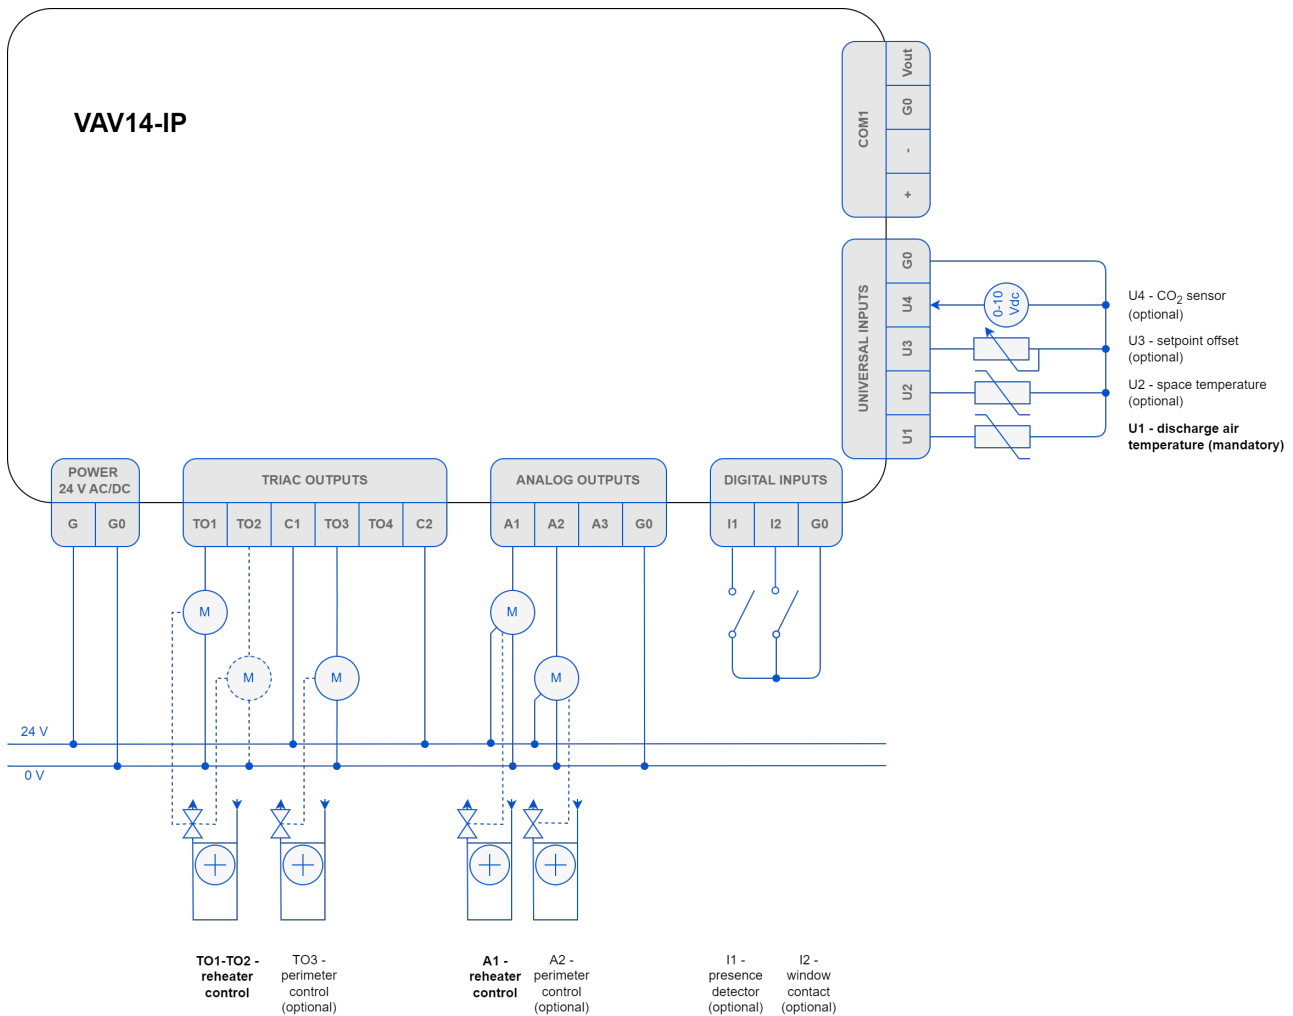 VAV14-IP
COM1
Vout
G0
-
+
UNIVERSAL INPUTS
G0
U4
U3
U2
U1
0-10
Vdc
U4 - CO2 sensor
(optional)
U3 - setpoint offset
(optional)
U2 - space temperature
(optional)
U1 - discharge air
temperature (mandatory)
POWER
24 V AC/DC
G
G0
TRIAC OUTPUTS
TO1
TO2
C1
TO3
TO4
C2
ANALOG OUTPUTS
A1
A2
A3
G0
DIGITAL INPUTS
I1
I2
G0
M
M
M
M
M
24 V
0 V
TO1-TO2 -
reheater
control
TO3 -
perimeter
control
(optional)
A1 -
reheater
control
A2 -
perimeter
control
(optional)
I1 -
presence
detector
(optional)
I2 -
window
contact
(optional)